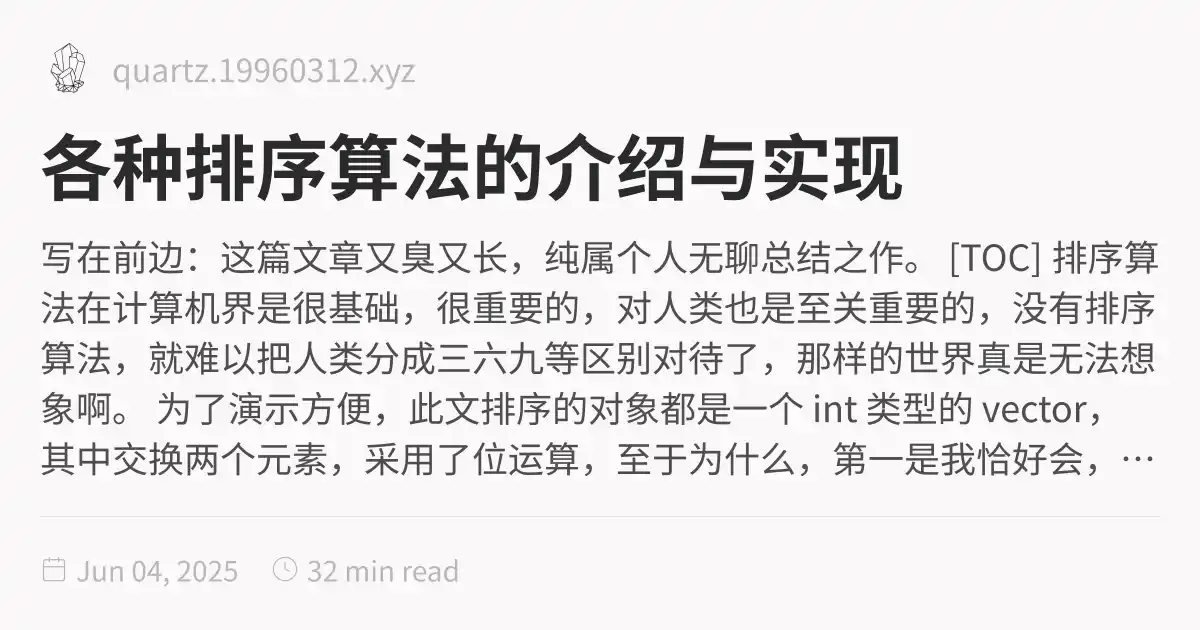 quartz.19960312.xyz
各种排序算法的介绍与实现
写在前边：这篇文章又臭又长，纯属个人无聊总结之作。 [TOC] 排序算
法在计算机界是很基础，很重要的，对人类也是至关重要的，没有排序
算法，就难以把人类分成三六九等区别对待了，那样的世界真是无法想
象啊。 为了演示方便，此文排序的对象都是一个 int 类型的 vector，
其中交换两个元素，采用了位运算，至于为什么，第一是我恰好会，…
Jun 04, 2025 32 min read